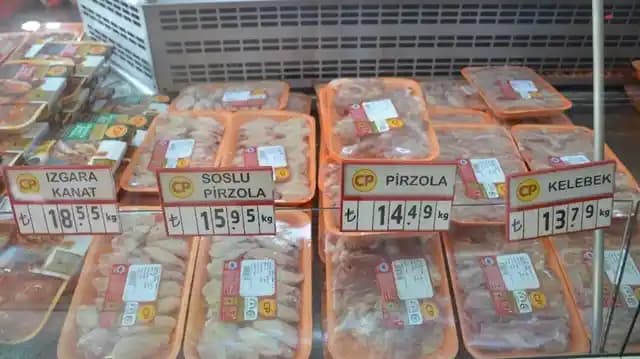 CP
IZGARA
KANAT
₺ 18.55 kg
CP
SOSLU
PİRZOLA
₺ 15.95 kg
CP
PİRZOLA
₺ 14.49 kg
CP
KELEBEK
₺ 13.79 kg